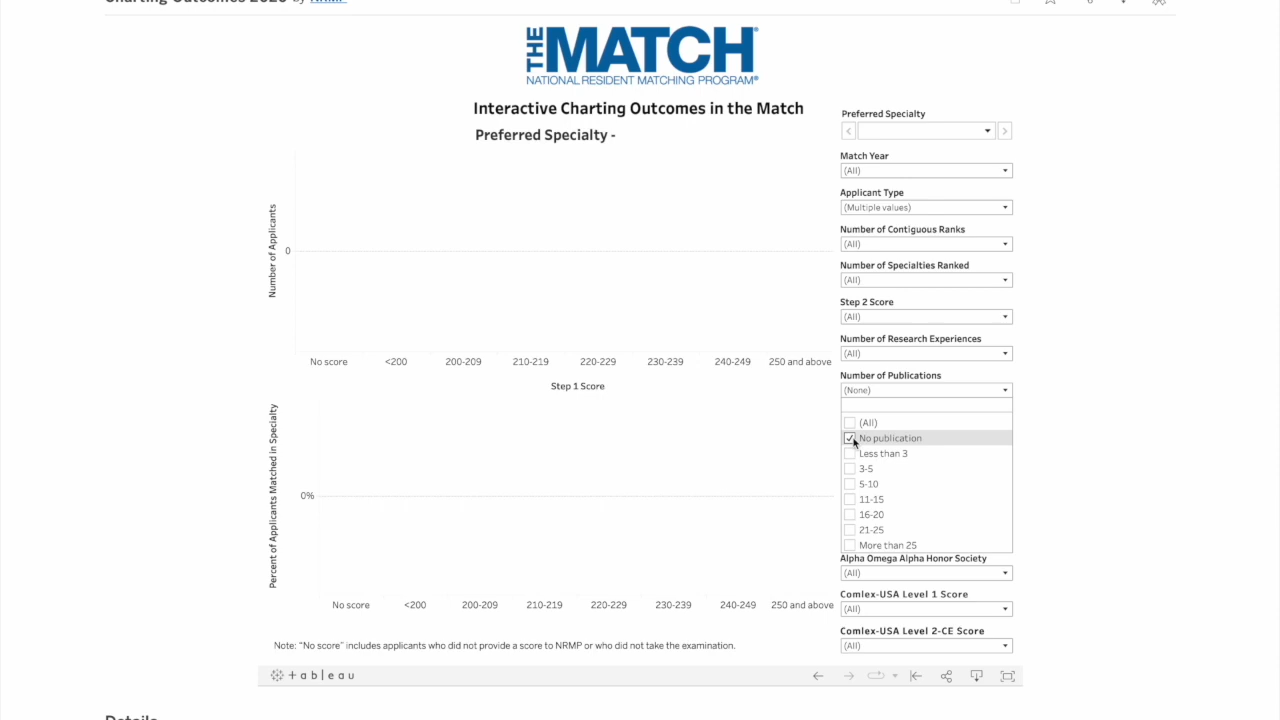 Charting Outcomes 2020 by NRMP
THE MATCH®
NATIONAL RESIDENT MATCHING PROGRAM®
Interactive Charting Outcomes in the Match
Preferred Specialty -
Number of Applicants
0
No score <200 200-209 210-219 220-229 230-239 240-249 250 and above
Step 1 Score
Percent of Applicants Matched in Specialty
0%
No score <200 200-209 210-219 220-229 230-239 240-249 250 and above
Note: "No score" includes applicants who did not provide a score to NRMP or who did not take the examination.
Preferred Specialty
Match Year
(All)
Applicant Type
(Multiple values)
Number of Contiguous Ranks
(All)
Number of Specialties Ranked
(All)
Step 2 Score
(All)
Number of Research Experiences
(All)
Number of Publications
(None)
(All)
No publication
Less than 3
3-5
5-10
11-15
16-20
21-25
More than 25
Alpha Omega Alpha Honor Society
(All)
Comlex-USA Level 1 Score
(All)
Comlex-USA Level 2-CE Score
(All)
+ableau
Details